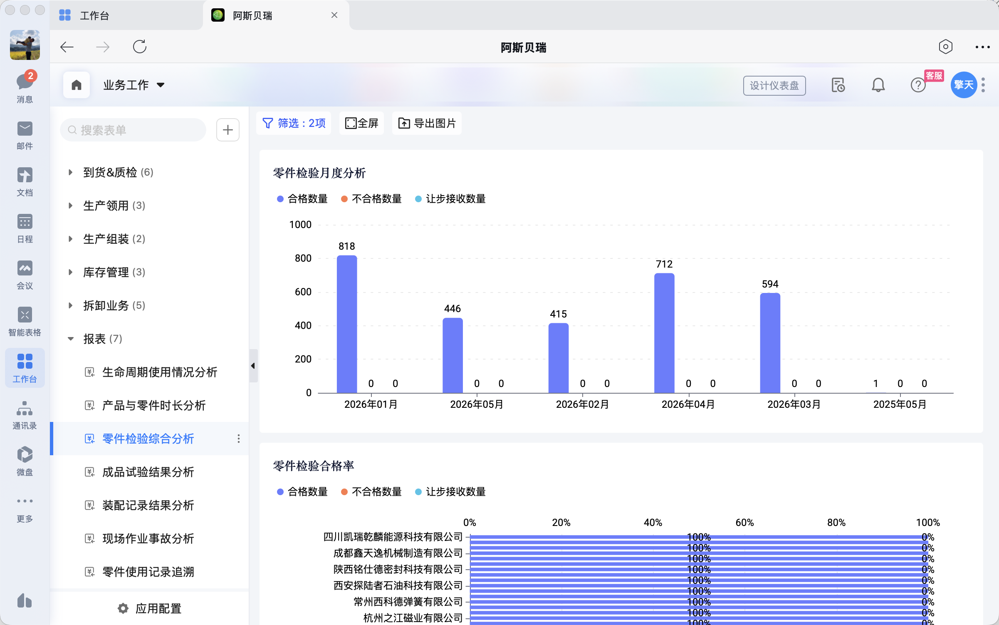 工作台
阿斯贝瑞
阿斯贝瑞
2
消息
邮件
文档
日程
会议
智能表格
工作台
通讯录
微盘
更多
业务工作
设计仪表盘
客服
擎天
搜索表单
到货&质检 (6)
生产领用 (3)
生产组装 (2)
库存管理 (3)
拆卸业务 (5)
报表 (7)
生命周期使用情况分析
产品与零件时长分析
零件检验综合分析
成品试验结果分析
装配记录结果分析
现场作业事故分析
零件使用记录追溯
应用配置
筛选：2项
全屏
导出图片
零件检验月度分析
合格数量 不合格数量 让步接收数量
1000
800
600
400
200
0
818 0 0
446 0 0
415 0 0
712 0 0
594 0 0
1 0 0
2026年01月 2026年05月 2026年02月 2026年04月 2026年03月 2025年05月
零件检验合格率
合格数量 不合格数量 让步接收数量
0% 20% 40% 60% 80% 100%
四川凯瑞乾麟能源科技有限公司 100% 0%
100% 0%
成都鑫天逸机械制造有限公司
100% 0%
陕西铭仕德密封科技有限公司 100% 0%
100% 0%
西安探陆者石油科技有限公司
100% 0%
常州西科德弹簧有限公司 100% 0%
100% 0%
杭州之江磁业有限公司
100% 0%